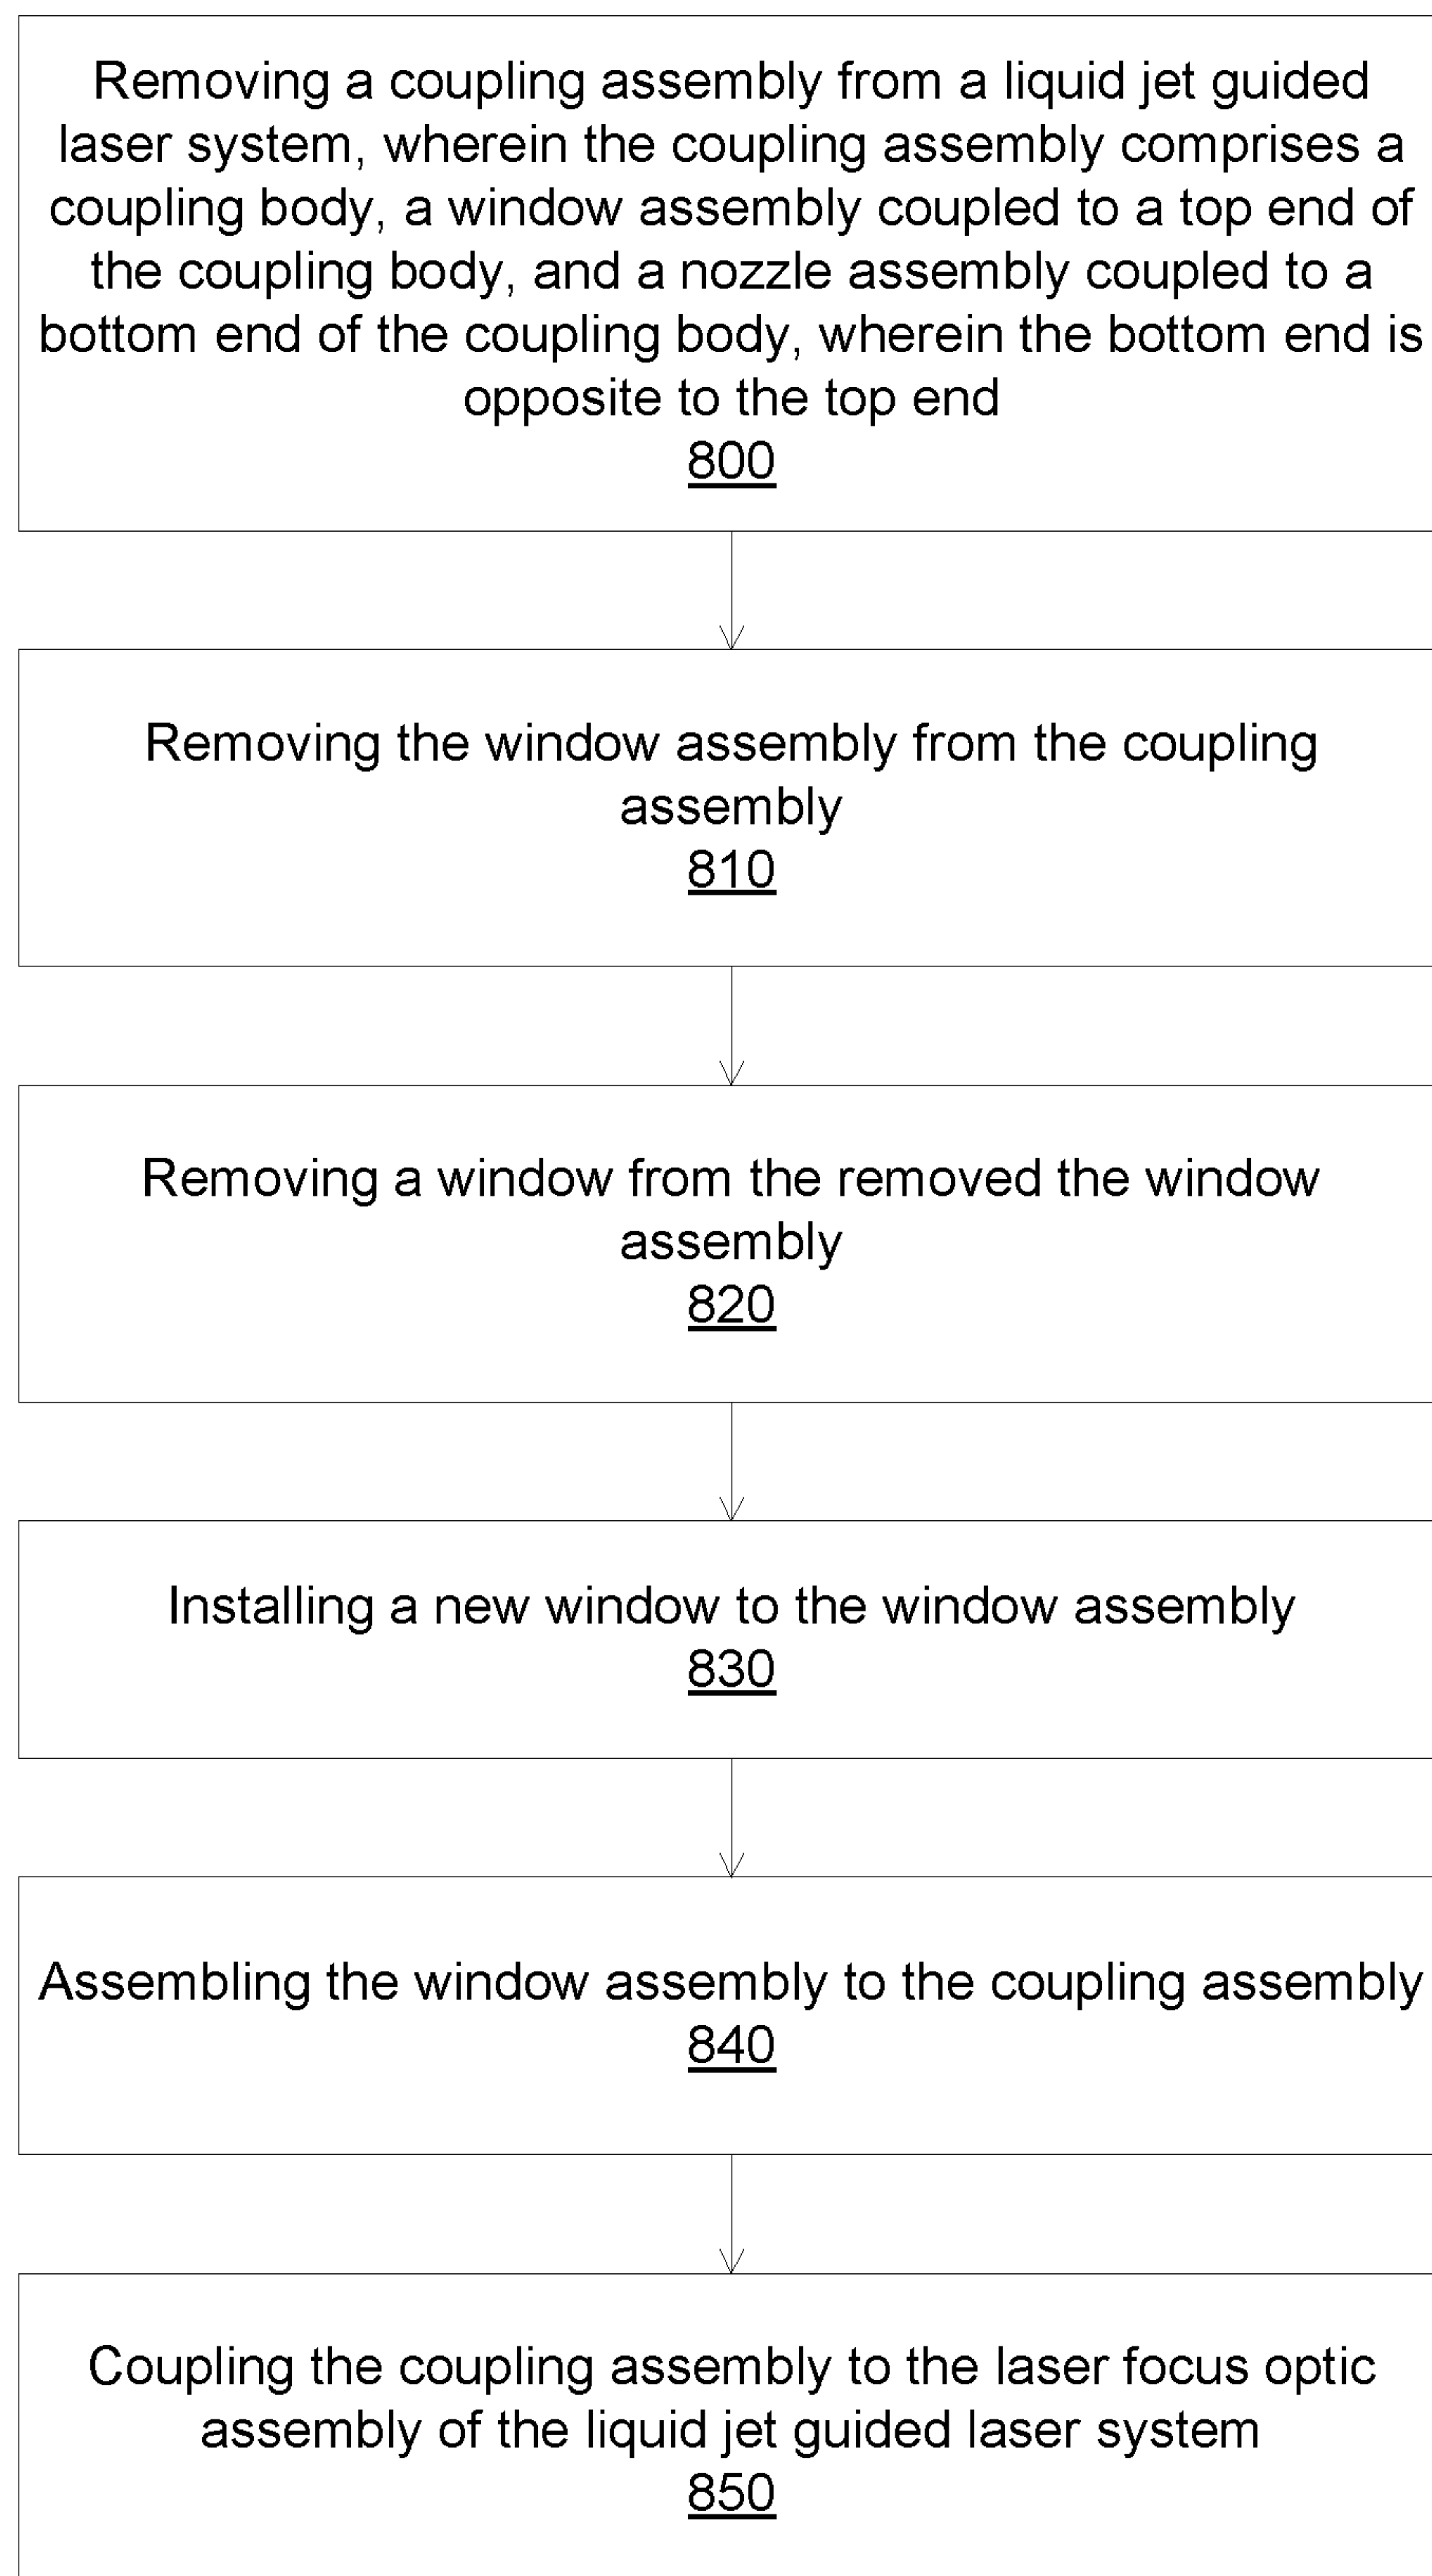 Removing a coupling assembly from a liquid jet guided
laser system, wherein the coupling assembly comprises a
coupling body, a window assembly coupled to a top end of
the coupling body, and a nozzle assembly coupled to a
bottom end of the coupling body, wherein the bottom end is
opposite to the top end
800
Removing the window assembly from the coupling
assembly
810
Removing a window from the removed the window
assembly
820
Installing a new window to the window assembly
830
Assembling the window assembly to the coupling assembly
840
Coupling the coupling assembly to the laser focus optic
assembly of the liquid jet guided laser system
850